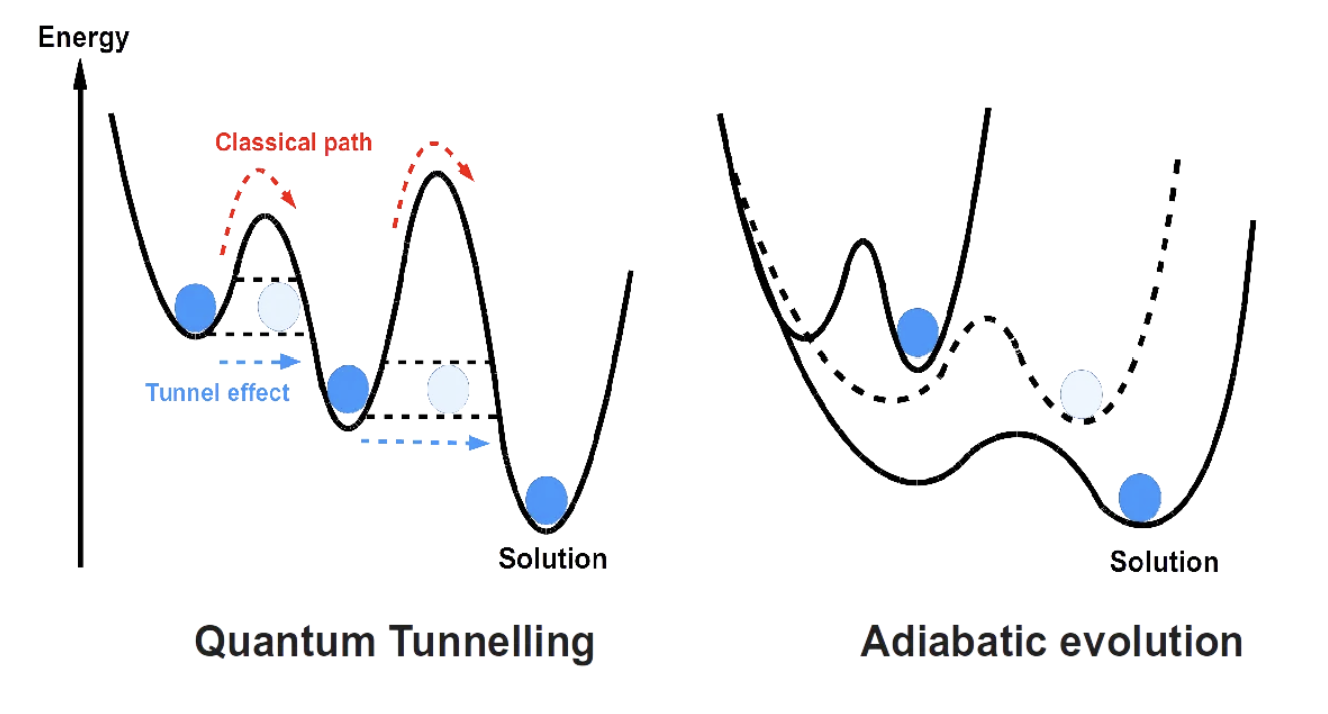 Energy
Classical path
Tunnel effect
Solution
Solution
Quantum Tunnelling
Adiabatic evolution